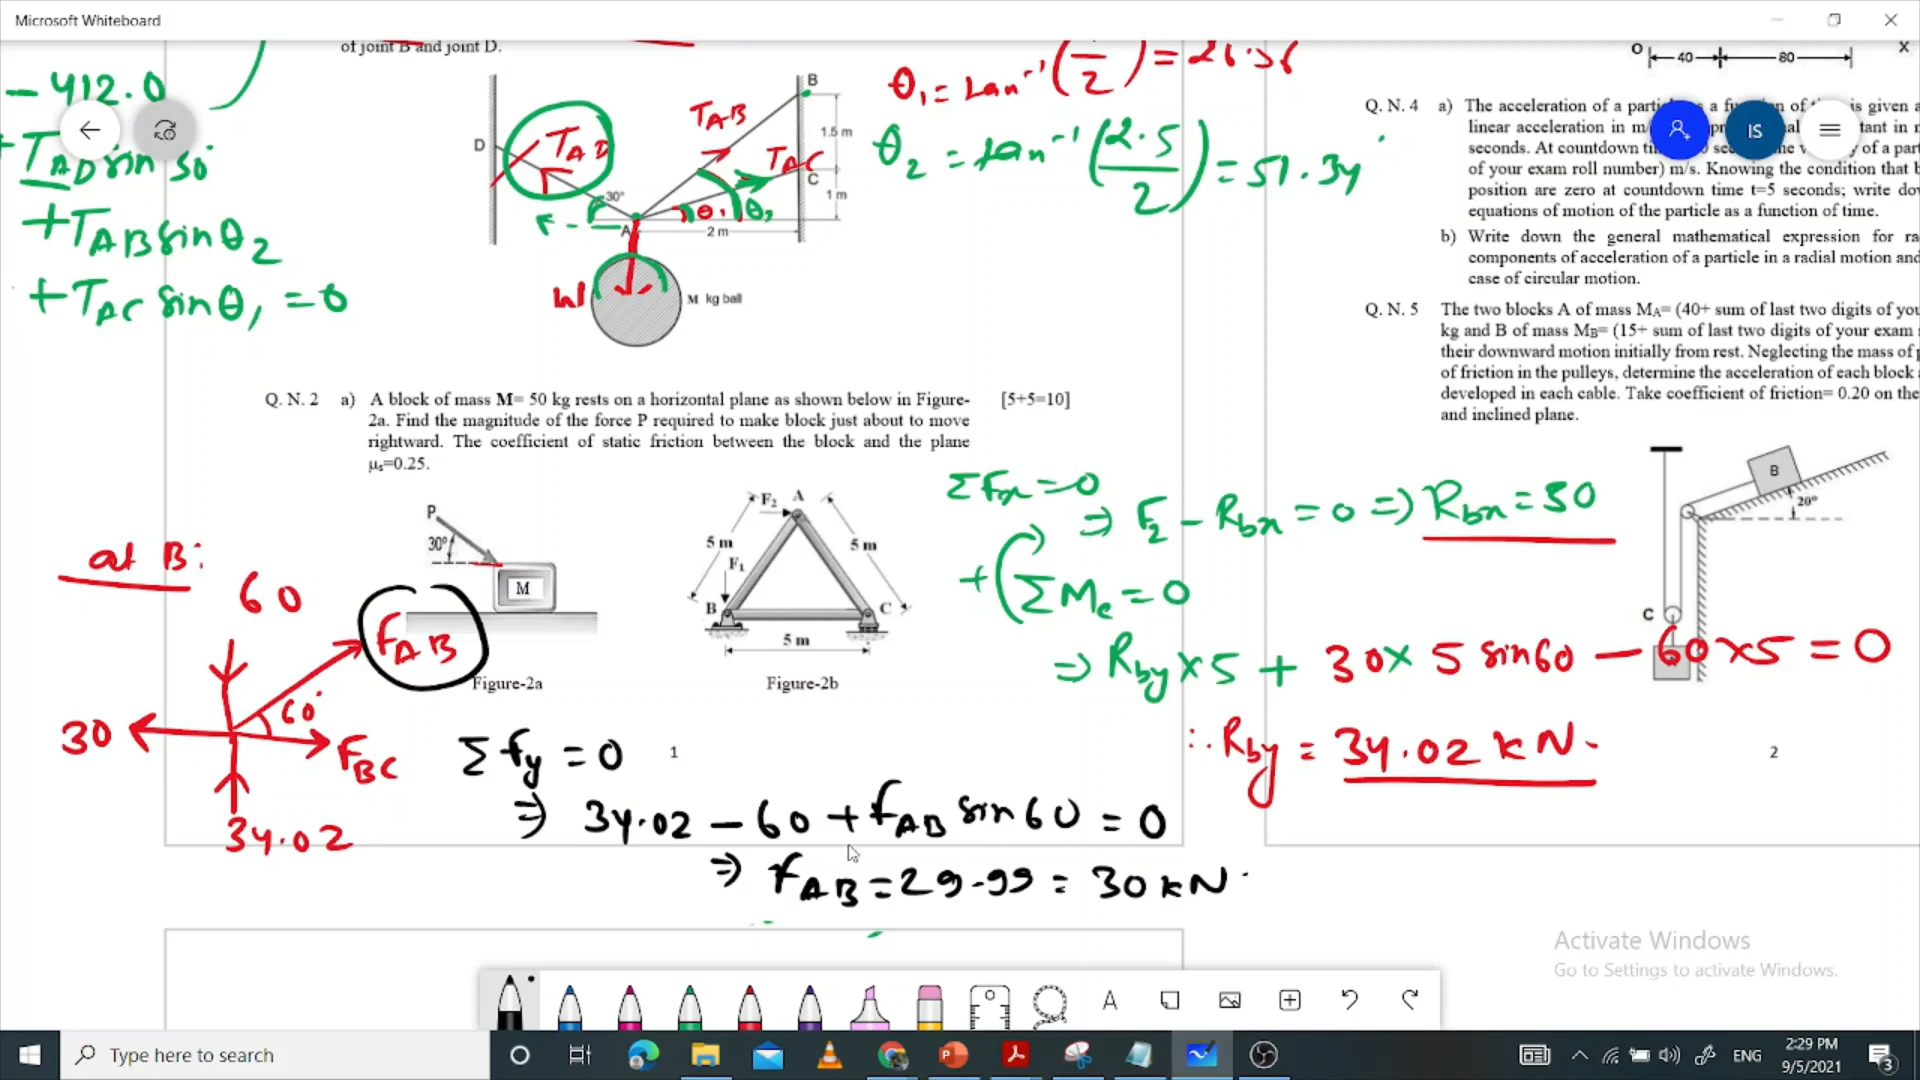 Microsoft Whiteboard
of joint B and joint D.
- 412.0
+ TAD sin 30
+ TAB sin θ2
+ TAC sin θ1 = 0
D
TAD
30°
A
TAB
TAC
θ1
θ2
B
1.5 m
C
1 m
2 m
W
M kg ball
θ1 = tan⁻¹( /2) = 26.56
θ2 = tan⁻¹(2.5/2) = 51.34°
Q. N. 2 a) A block of mass M= 50 kg rests on a horizontal plane as shown below in Figure- [5+5=10]
2a. Find the magnitude of the force P required to make block just about to move
rightward. The coefficient of static friction between the block and the plane
μs=0.25.
P
30°
M
Figure-2a
F2 A
5 m
5 m
F1
B
C
5 m
Figure-2b
at B:
60
FAB
60°
30
FBC
34.02
Σfy = 0
⇒ 34.02 - 60 + FAB sin60 = 0
⇒ FAB = 29.99 = 30 kN.
1
ΣFx = 0
⇒ F2 - Rbx = 0 ⇒ Rbx = 30
+ ΣMc = 0
⇒ Rby × 5 + 30 × 5 sin60 - 60 × 5 = 0
∴ Rby = 34.02 kN.
O
40
80
X
IS
Q. N. 4 a) The acceleration of a is given
linear acceleration in tant in
seconds. At countdown of a
of your exam roll number) m/s. Knowing the condition that
position are zero at countdown time t=5 seconds; write
equations of motion of the particle as a function of time.
b) Write down the general mathematical expression for
components of acceleration of a particle in a radial motion
case of circular motion.
Q. N. 5 The two blocks A of mass MA= (40+ sum of last two digits of
kg and B of mass MB= (15+ sum of last two digits of your exam
their downward motion initially from rest. Neglecting the mass of
of friction in the pulleys, determine the acceleration of each block
developed in each cable. Take coefficient of friction= 0.20 on the
and inclined plane.
B
20°
C
2
Activate Windows
Go to Settings to activate Windows.
A
Type here to search
ENG
2:29 PM
9/5/2021
3